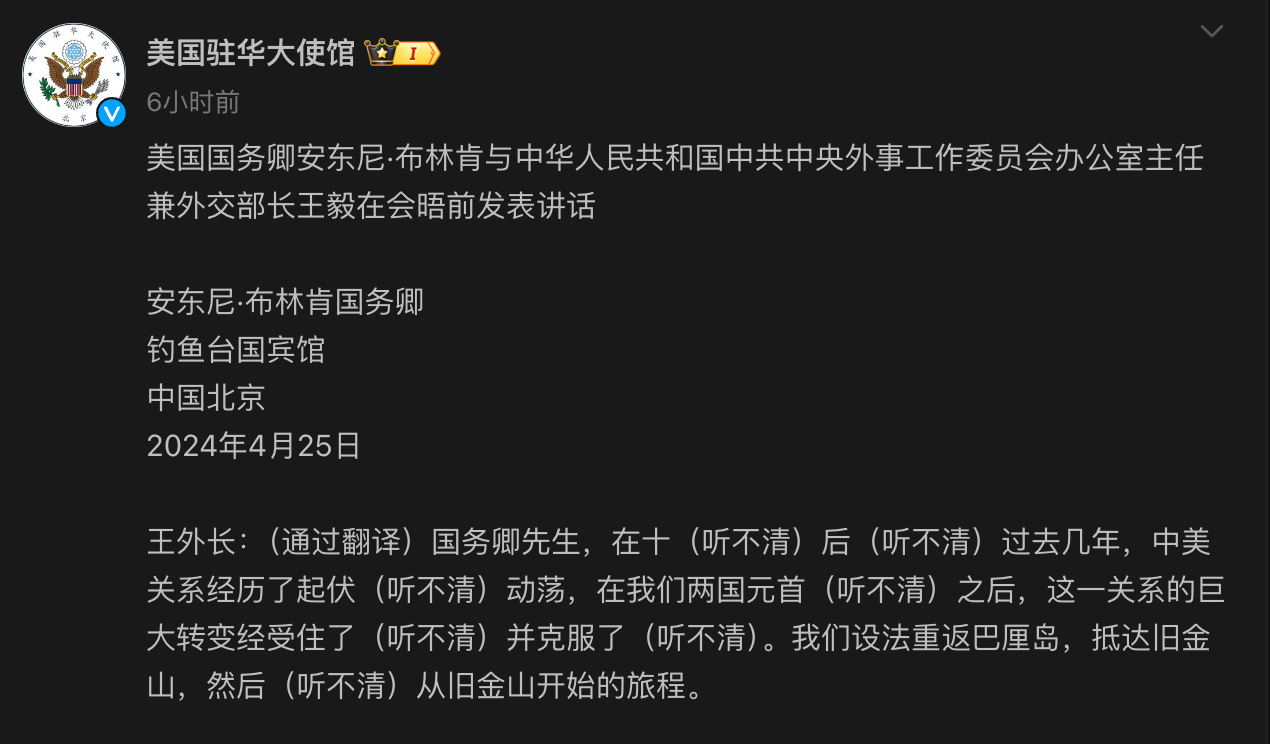 美国驻华大使馆 I
6小时前
美国国务卿安东尼·布林肯与中华人民共和国中共中央外事工作委员会办公室主任
兼外交部长王毅在会晤前发表讲话
安东尼·布林肯国务卿
钓鱼台国宾馆
中国北京
2024年4月25日
王外长：（通过翻译）国务卿先生，在十（听不清）后（听不清）过去几年，中美
关系经历了起伏（听不清）动荡，在我们两国元首（听不清）之后，这一关系的巨
大转变经受住了（听不清）并克服了（听不清）。我们设法重返巴厘岛，抵达旧金
山，然后（听不清）从旧金山开始的旅程。